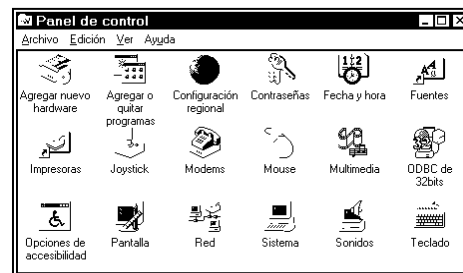 Panel de control
Archivo Edición Ver Ayuda
Agregar nuevo hardware
Agregar o quitar programas
Configuración regional
Contraseñas
Fecha y hora
Fuentes
Impresoras
Joystick
Modems
Mouse
Multimedia
ODBC de 32bits
Opciones de accesibilidad
Pantalla
Red
Sistema
Sonidos
Teclado